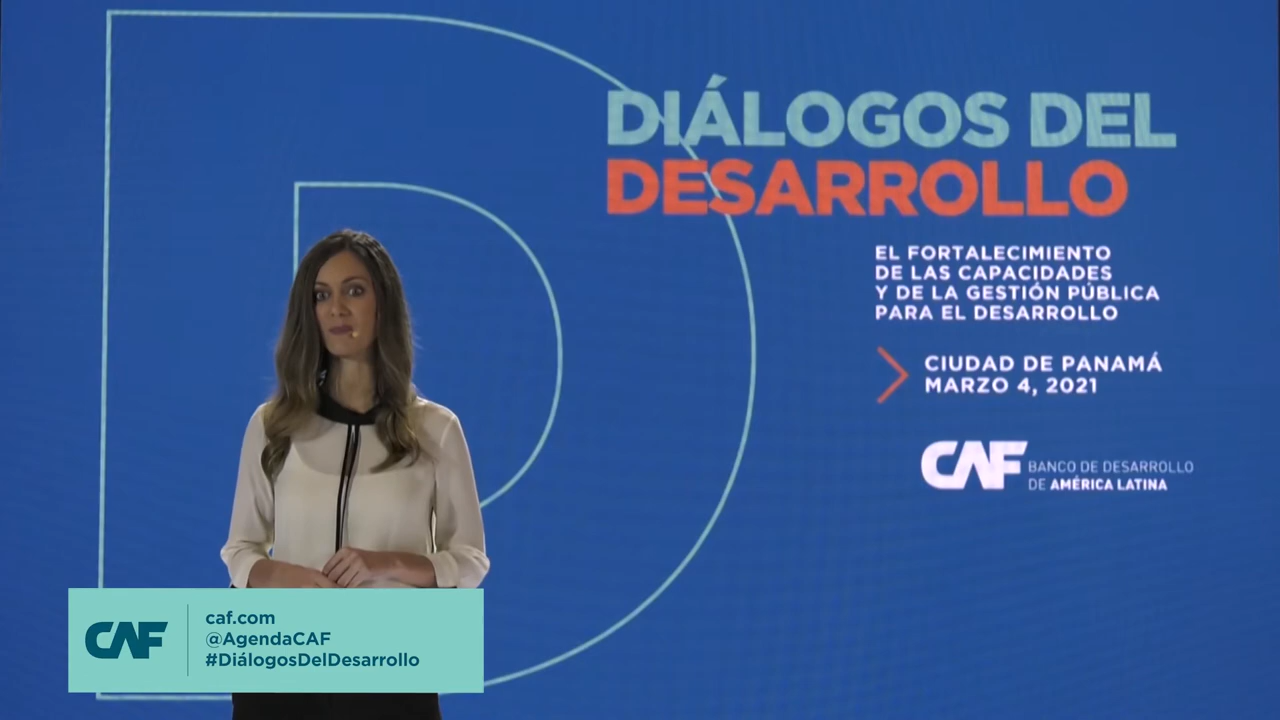 DIÁLOGOS DEL
DESARROLLO
EL FORTALECIMIENTO
DE LAS CAPACIDADES
Y DE LA GESTIÓN PÚBLICA
PARA EL DESARROLLO
CIUDAD DE PANAMÁ
MARZO 4, 2021
CAF BANCO DE DESARROLLO
DE AMÉRICA LATINA
CAF
caf.com
@AgendaCAF
#DiálogosDelDesarrollo